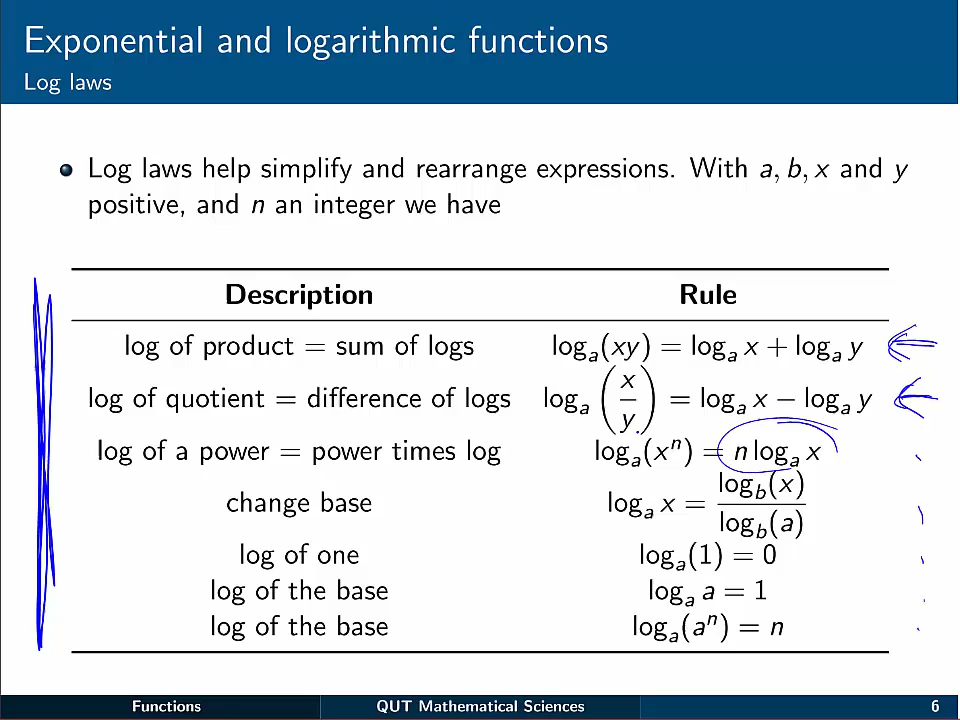 Exponential and logarithmic functions
Log laws
Log laws help simplify and rearrange expressions. With a, b, x and y
positive, and n an integer we have
Description Rule
log of product = sum of logs logₐ(xy) = logₐ x + logₐ y
log of quotient = difference of logs logₐ(x/y) = logₐ x − logₐ y
log of a power = power times log logₐ(xⁿ) = n logₐ x
change base logₐ x = log_b(x)/log_b(a)
log of one logₐ(1) = 0
log of the base logₐ a = 1
log of the base logₐ(aⁿ) = n
Functions QUT Mathematical Sciences 6